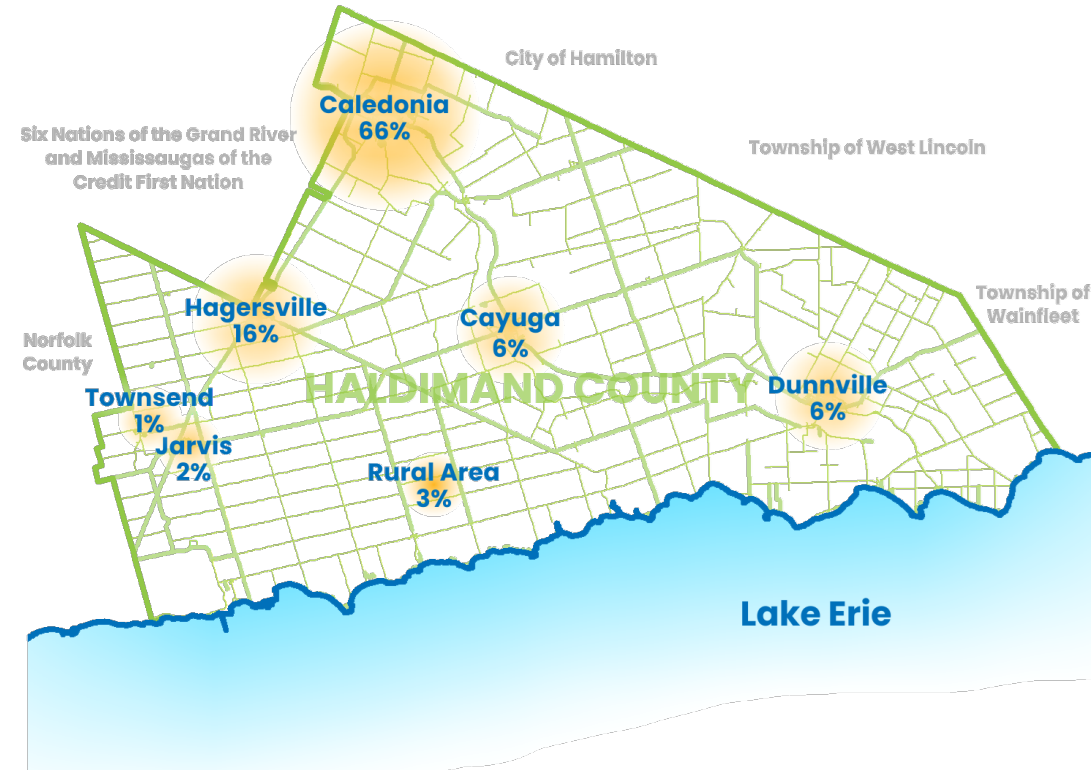 City of Hamilton
Caledonia
66%
Six Nations of the Grand River
and Mississaugas of the
Credit First Nation
Township of West Lincoln
Township of
Wainfleet
Hagersville
16%
Cayuga
6%
Norfolk
County
HALDIMAND COUNTY
Dunnville
6%
Townsend
1%
Jarvis
2%
Rural Area
3%
Lake Erie